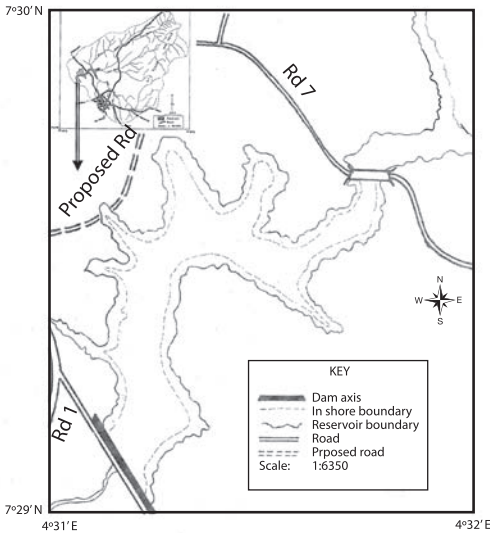 7°30' N
Rd 7
Proposed Rd
N
W E
S
KEY
Dam axis
In shore boundary
Reservoir boundary
Road
Prposed road
Scale: 1:6350
Rd 1
7°29' N
4°31' E
4°32' E